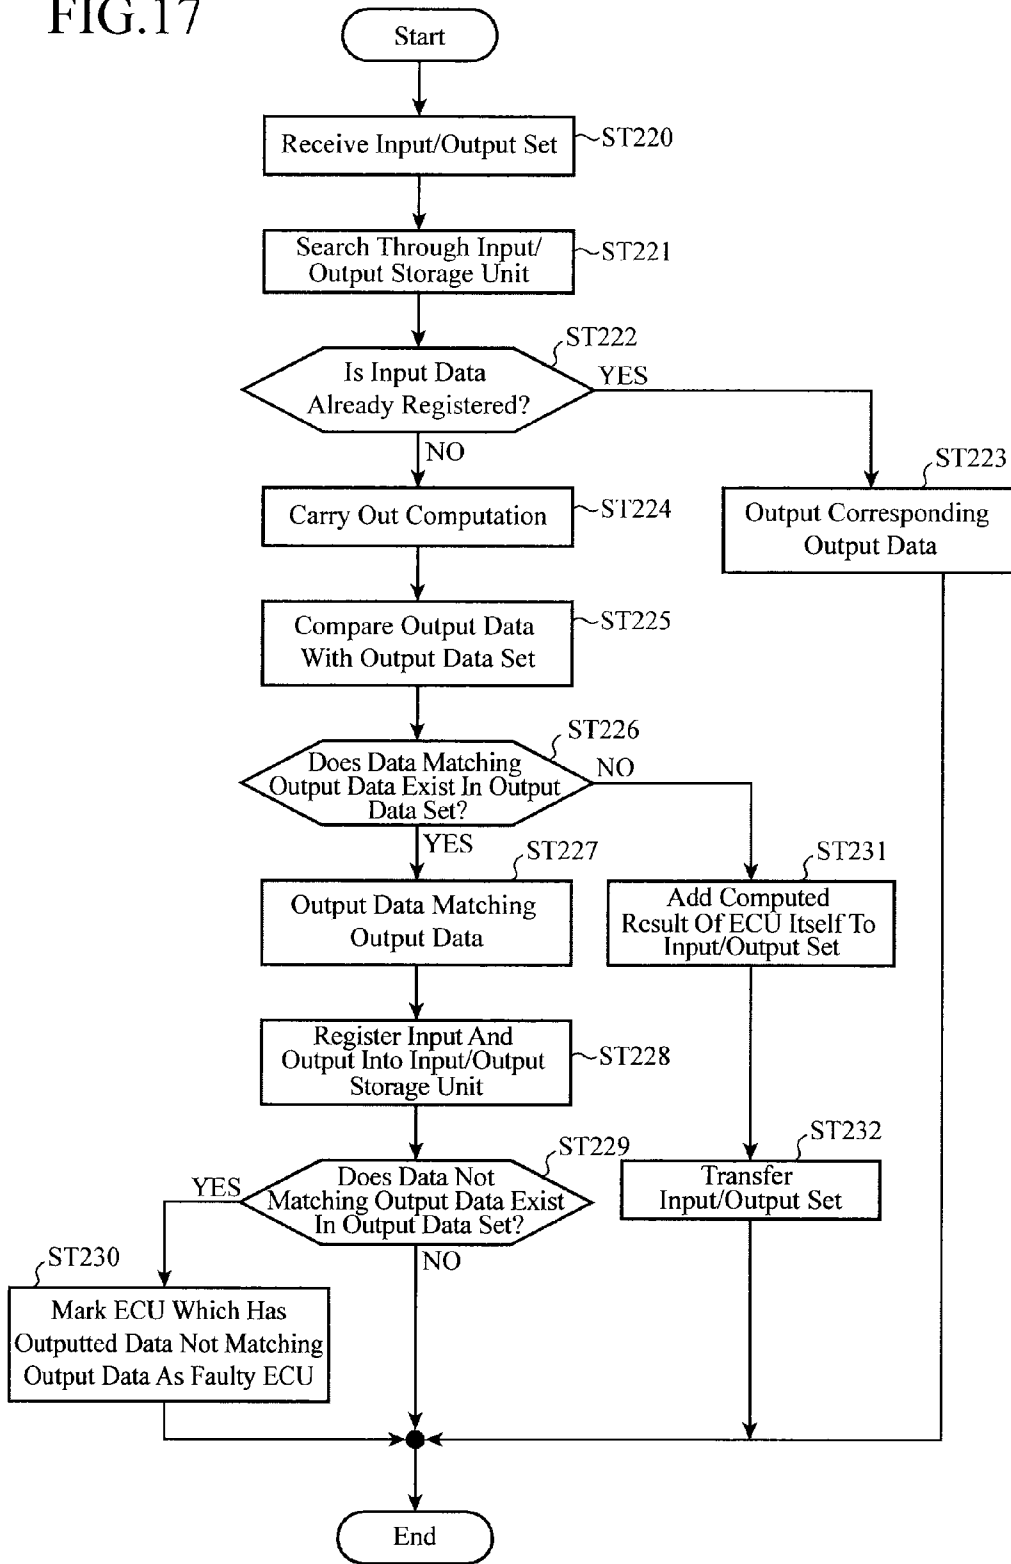 FIG.17
Start
Receive Input/Output Set
ST220
Search Through Input/
Output Storage Unit
ST221
ST222
Is Input Data
Already Registered?
YES
NO
ST223
Output Corresponding
Output Data
Carry Out Computation
ST224
Compare Output Data
With Output Data Set
ST225
ST226
Does Data Matching
Output Data Exist In Output
Data Set?
NO
YES
ST227
Output Data Matching
Output Data
ST231
Add Computed
Result Of ECU Itself To
Input/Output Set
Register Input And
Output Into Input/Output
Storage Unit
ST228
ST229
Does Data Not
Matching Output Data Exist
In Output Data Set?
YES
NO
ST232
Transfer
Input/Output Set
ST230
Mark ECU Which Has
Outputted Data Not Matching
Output Data As Faulty ECU
End